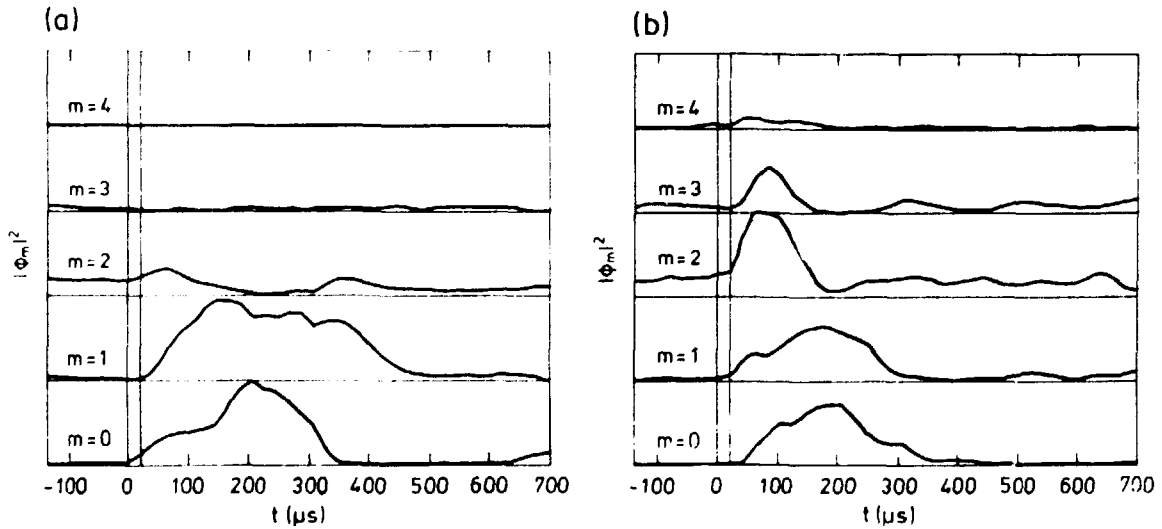 (a)
m = 4
m = 3
m = 2
m = 1
m = 0
|Φm|²
-100 0 100 200 300 400 500 600 700
t (μs)
(b)
m = 4
m = 3
m = 2
m = 1
m = 0
|Φm|²
-100 0 100 200 300 400 500 600 700
t (μs)